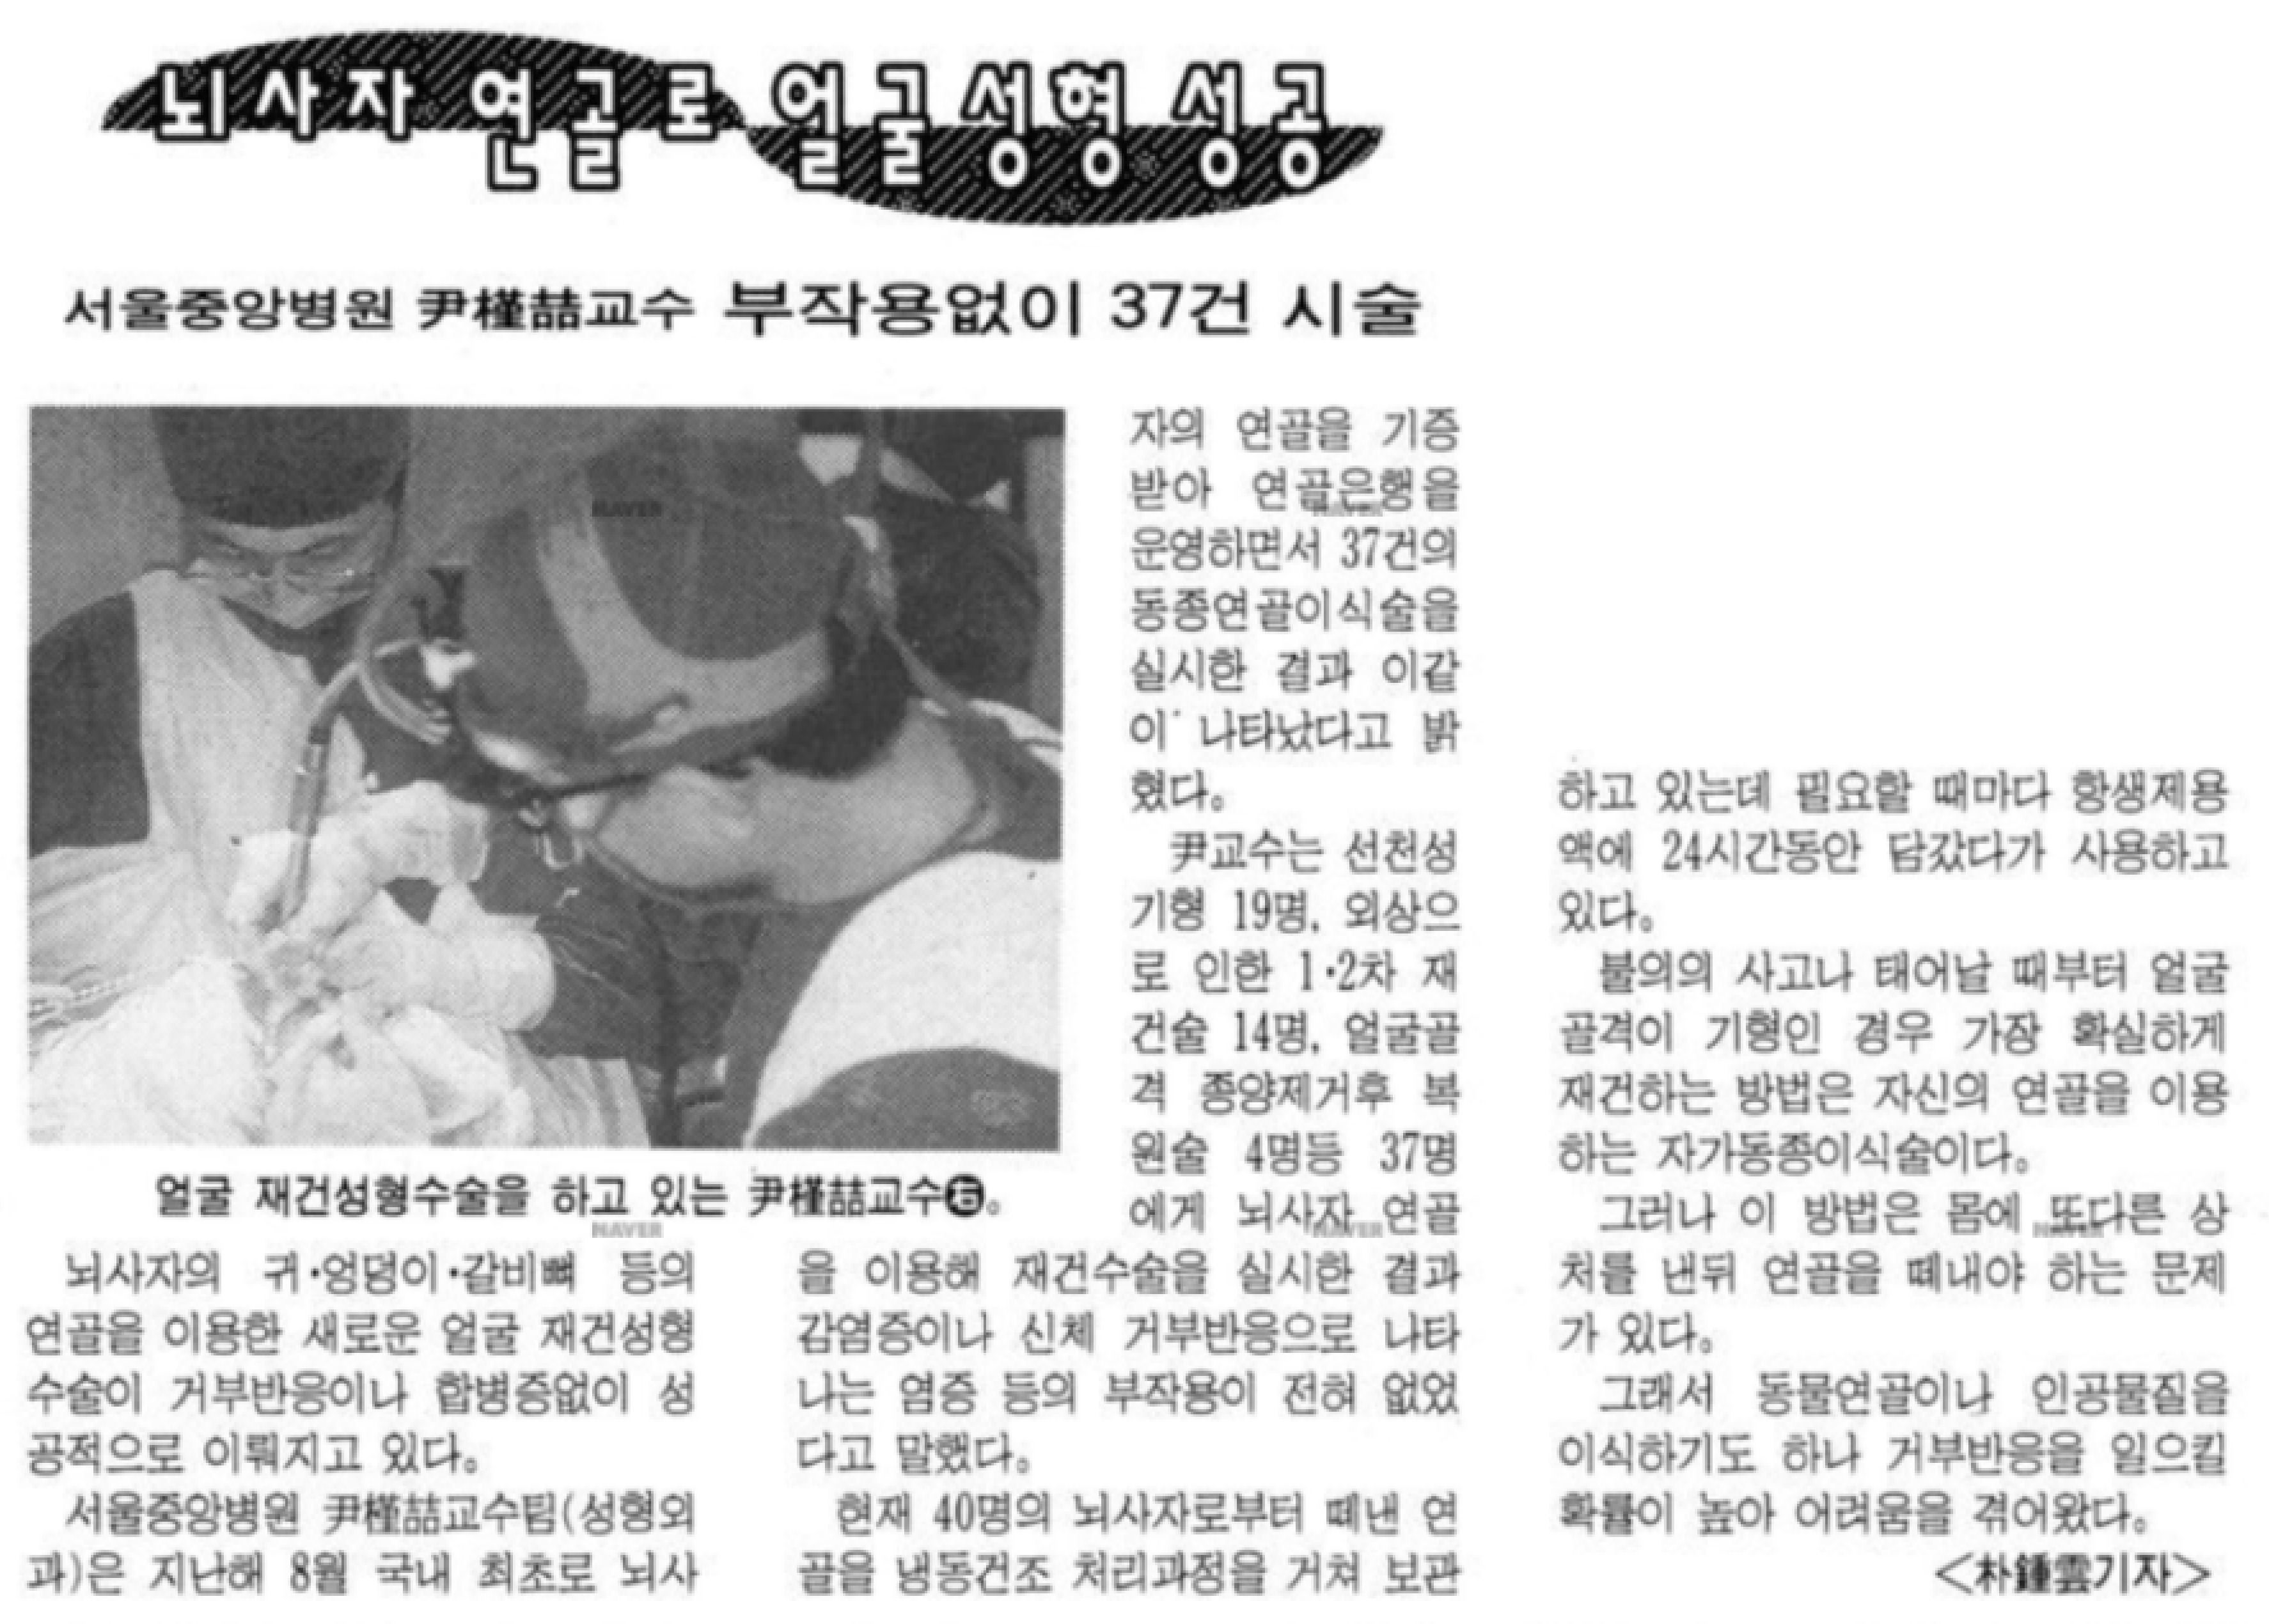 뇌사자 연골로 얼굴성형 성공
서울중앙병원 尹槿喆교수 부작용없이 37건 시술
얼굴 재건성형수술을 하고 있는 尹槿喆교수㊨。
뇌사자의 귀·엉덩이·갈비뼈 등의
연골을 이용한 새로운 얼굴 재건성형
수술이 거부반응이나 합병증없이 성
공적으로 이뤄지고 있다。
서울중앙병원 尹槿喆교수팀(성형외
과)은 지난해 8월 국내 최초로 뇌사
자의 연골을 기증
받아 연골은행을
운영하면서 37건의
동종연골이식술을
실시한 결과 이같
이 나타났다고 밝
혔다。
尹교수는 선천성
기형 19명, 외상으
로 인한 1·2차 재
건술 14명, 얼굴골
격 종양제거후 복
원술 4명등 37명
에게 뇌사자 연골
을 이용해 재건수술을 실시한 결과
감염증이나 신체 거부반응으로 나타
나는 염증 등의 부작용이 전혀 없었
다고 말했다。
현재 40명의 뇌사자로부터 떼낸 연
골을 냉동건조 처리과정을 거쳐 보관
하고 있는데 필요할 때마다 항생제용
액에 24시간동안 담갔다가 사용하고
있다。
불의의 사고나 태어날 때부터 얼굴
골격이 기형인 경우 가장 확실하게
재건하는 방법은 자신의 연골을 이용
하는 자가동종이식술이다。
그러나 이 방법은 몸에 또다른 상
처를 낸뒤 연골을 떼내야 하는 문제
가 있다。
그래서 동물연골이나 인공물질을
이식하기도 하나 거부반응을 일으킬
확률이 높아 어려움을 겪어왔다。
<朴鍾雲기자>
NAVER
NAVER
NAVER
NAVER
NAVER